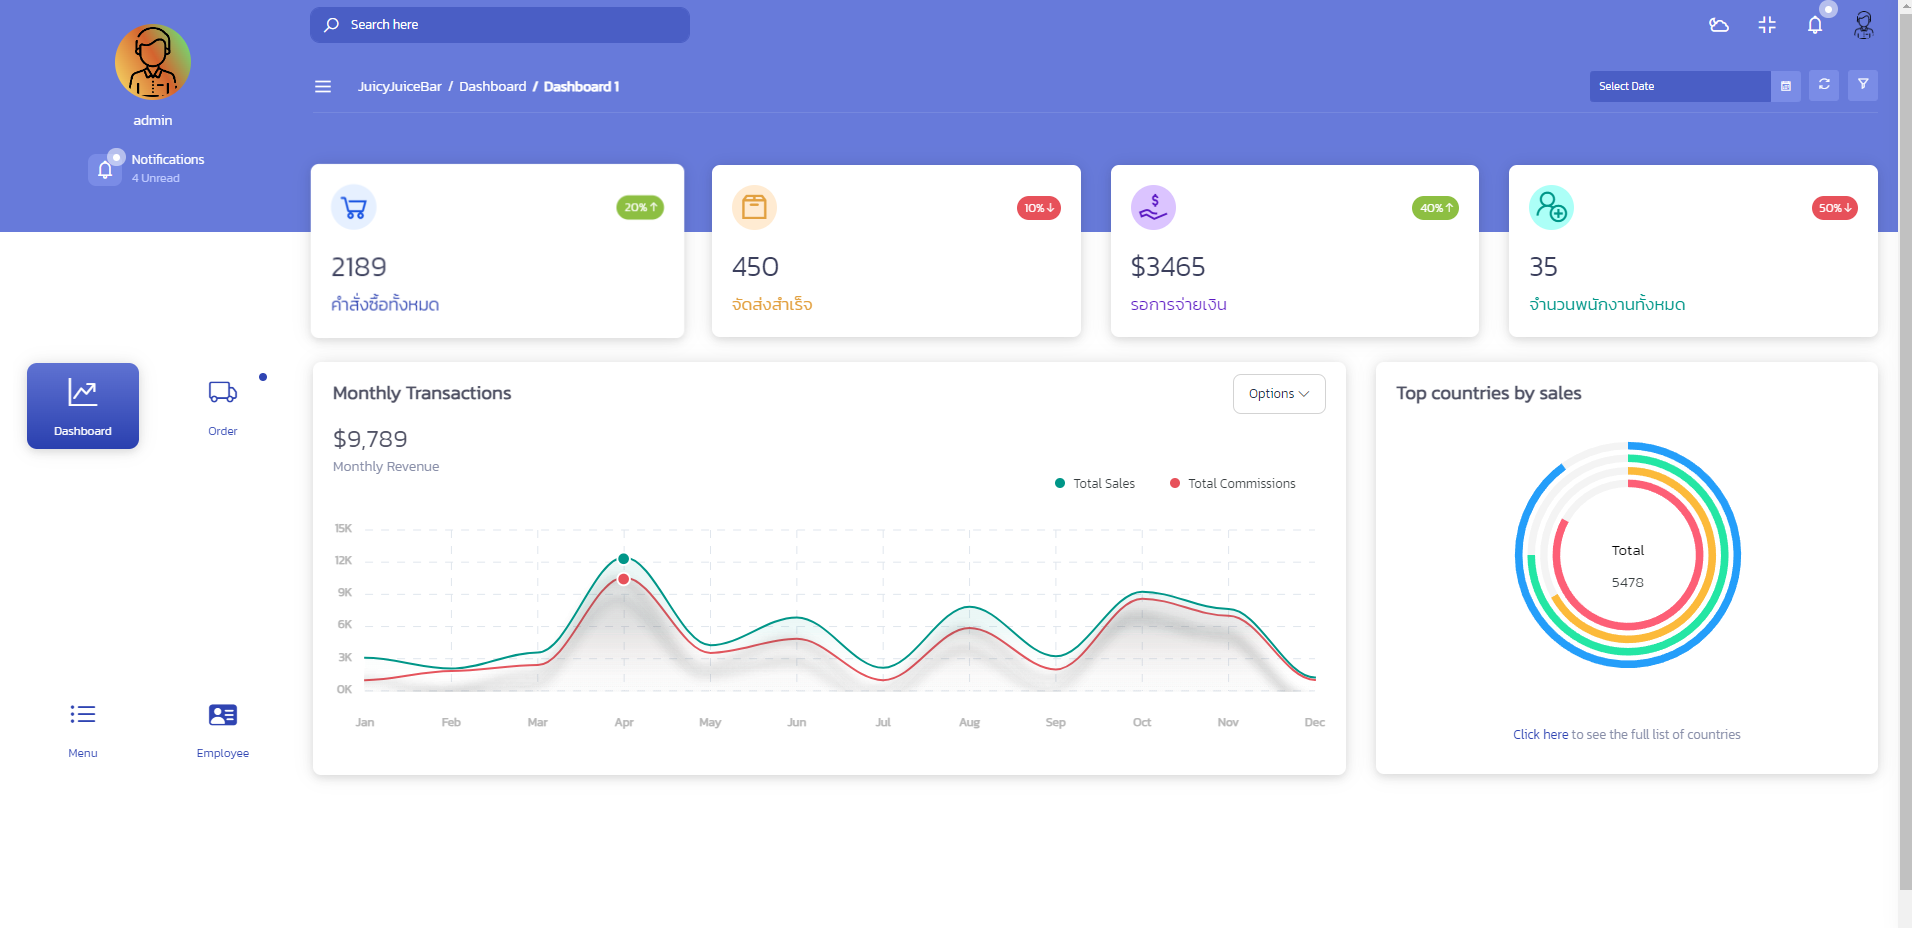 Search here
admin
Notifications
4 Unread
JuicyJuiceBar / Dashboard / Dashboard 1
Select Date
20%
2189
คำสั่งซื้อทั้งหมด
10%
450
จัดส่งสำเร็จ
40%
$3465
รอการจ่ายเงิน
50%
35
จำนวนพนักงานทั้งหมด
Dashboard
Order
Menu
Employee
Monthly Transactions
Options
$9,789
Monthly Revenue
Total Sales
Total Commissions
15K
12K
9K
6K
3K
0K
Jan Feb Mar Apr May Jun Jul Aug Sep Oct Nov Dec
Top countries by sales
Total
5478
Click here to see the full list of countries